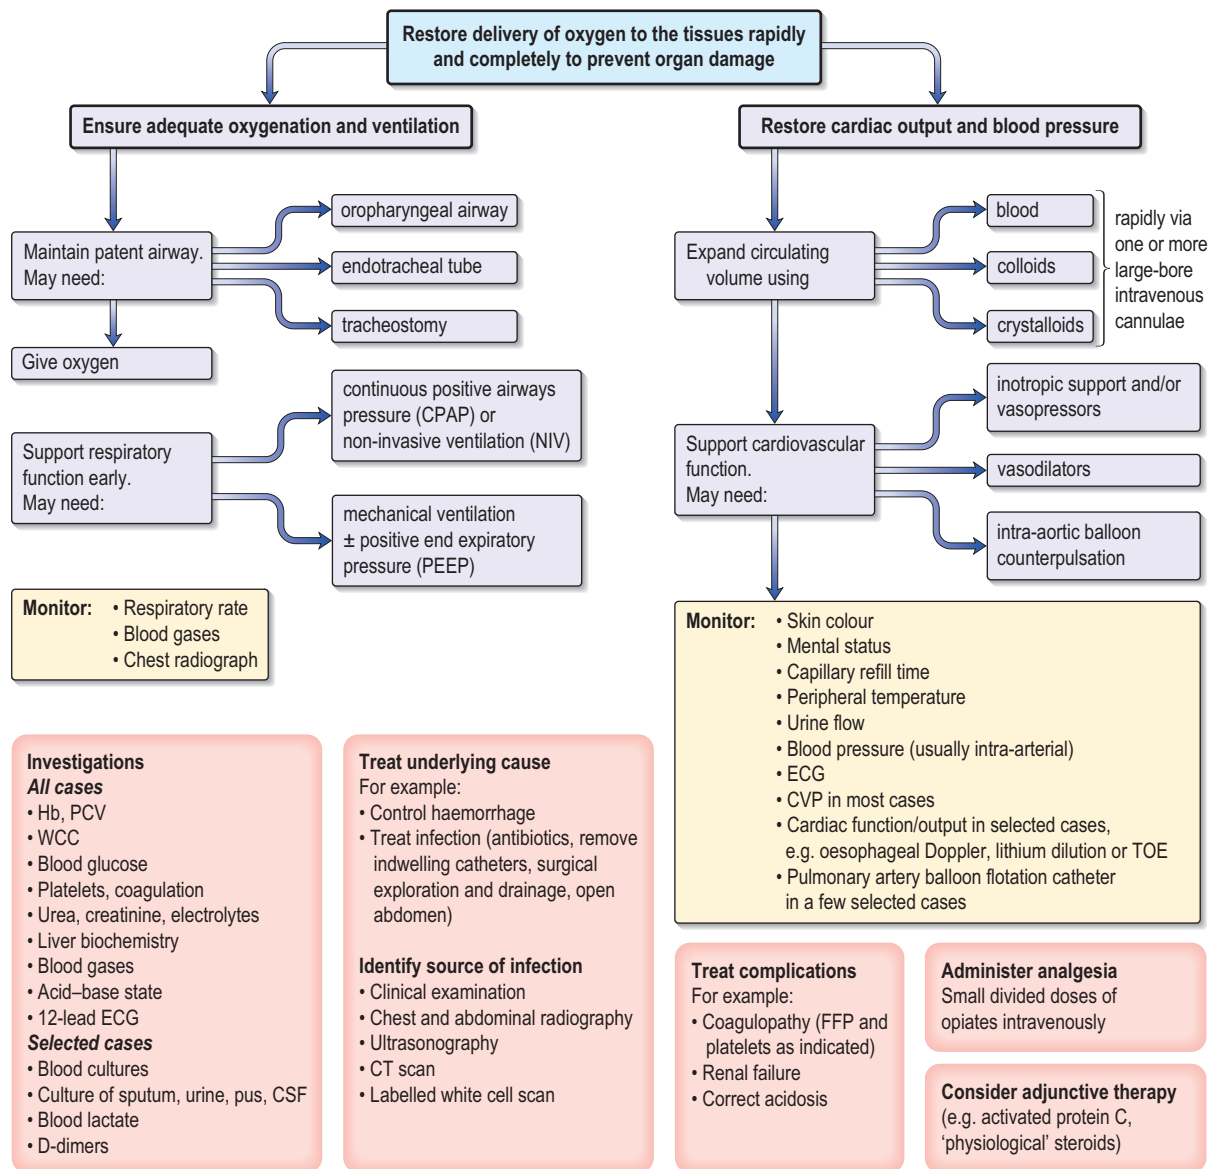 Restore delivery of oxygen to the tissues rapidly
and completely to prevent organ damage
Ensure adequate oxygenation and ventilation
Maintain patent airway.
May need:
oropharyngeal airway
endotracheal tube
tracheostomy
Give oxygen
Support respiratory
function early.
May need:
continuous positive airways
pressure (CPAP) or
non-invasive ventilation (NIV)
mechanical ventilation
± positive end expiratory
pressure (PEEP)
Monitor: • Respiratory rate
• Blood gases
• Chest radiograph
Restore cardiac output and blood pressure
Expand circulating
volume using
blood
colloids
crystalloids
rapidly via
one or more
large-bore
intravenous
cannulae
Support cardiovascular
function.
May need:
inotropic support and/or
vasopressors
vasodilators
intra-aortic balloon
counterpulsation
Monitor: • Skin colour
• Mental status
• Capillary refill time
• Peripheral temperature
• Urine flow
• Blood pressure (usually intra-arterial)
• ECG
• CVP in most cases
• Cardiac function/output in selected cases,
e.g. oesophageal Doppler, lithium dilution or TOE
• Pulmonary artery balloon flotation catheter
in a few selected cases
Investigations
All cases
• Hb, PCV
• WCC
• Blood glucose
• Platelets, coagulation
• Urea, creatinine, electrolytes
• Liver biochemistry
• Blood gases
• Acid–base state
• 12-lead ECG
Selected cases
• Blood cultures
• Culture of sputum, urine, pus, CSF
• Blood lactate
• D-dimers
Treat underlying cause
For example:
• Control haemorrhage
• Treat infection (antibiotics, remove
indwelling catheters, surgical
exploration and drainage, open
abdomen)
Identify source of infection
• Clinical examination
• Chest and abdominal radiography
• Ultrasonography
• CT scan
• Labelled white cell scan
Treat complications
For example:
• Coagulopathy (FFP and
platelets as indicated)
• Renal failure
• Correct acidosis
Administer analgesia
Small divided doses of
opiates intravenously
Consider adjunctive therapy
(e.g. activated protein C,
‘physiological’ steroids)